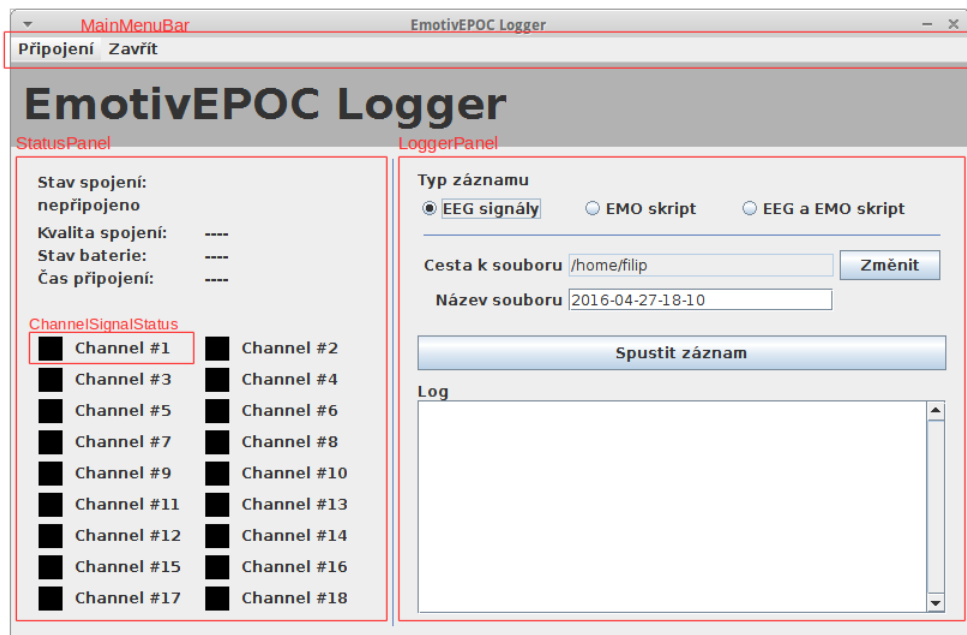 MainMenuBar
EmotivEPOC Logger
Připojení Zavřít
EmotivEPOC Logger
StatusPanel
Stav spojení:
nepřipojeno
Kvalita spojení: ----
Stav baterie: ----
Čas připojení: ----
ChannelSignalStatus
Channel #1 Channel #2
Channel #3 Channel #4
Channel #5 Channel #6
Channel #7 Channel #8
Channel #9 Channel #10
Channel #11 Channel #13
Channel #12 Channel #14
Channel #15 Channel #16
Channel #17 Channel #18
LoggerPanel
Typ záznamu
EEG signály EMO skript EEG a EMO skript
Cesta k souboru /home/filip Změnit
Název souboru 2016-04-27-18-10
Spustit záznam
Log